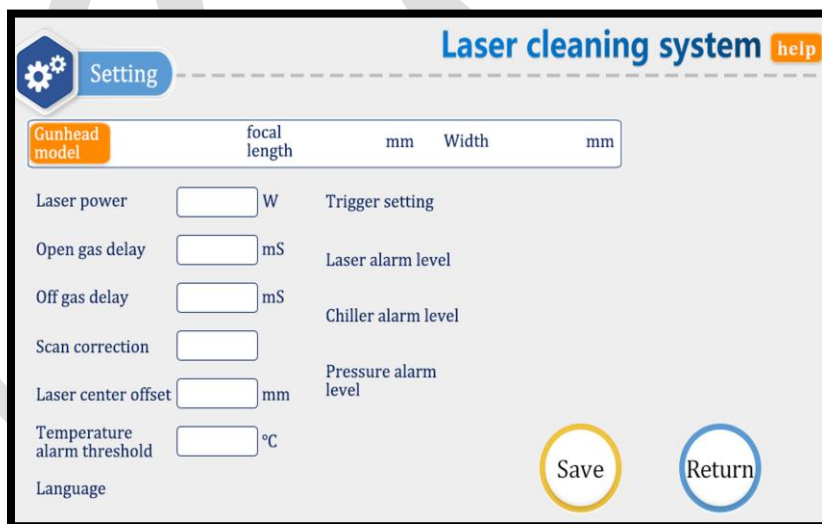 Laser cleaning system help
Setting
Gunhead model focal length mm Width mm
Laser power W
Open gas delay mS
Off gas delay mS
Scan correction
Laser center offset mm
Temperature alarm threshold °C
Language
Trigger setting
Laser alarm level
Chiller alarm level
Pressure alarm
level
Save Return